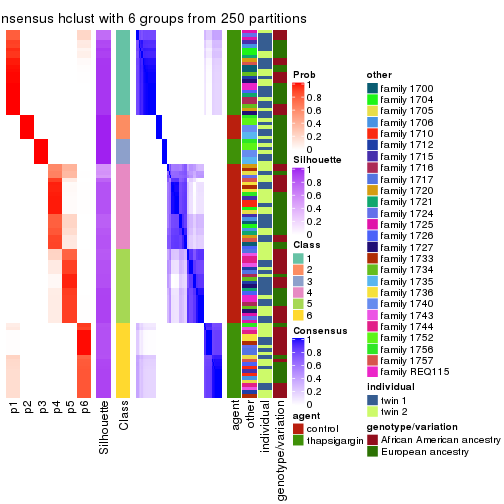 nsensus hclust with 6 groups from 250 partitions
p1
p2
p3
p4
p5
p6
Silhouette
Class
agent
other
individual
genotype/variation
Prob
1
0.8
0.6
0.4
0.2
0
Silhouette
1
0.8
0.6
0.4
0.2
0
Class
1
2
3
4
5
6
Consensus
1
0.8
0.6
0.4
0.2
0
agent
control
thapsigargin
other
family 1700
family 1704
family 1705
family 1706
family 1710
family 1712
family 1715
family 1716
family 1717
family 1720
family 1721
family 1724
family 1725
family 1726
family 1727
family 1733
family 1734
family 1735
family 1736
family 1740
family 1743
family 1744
family 1752
family 1756
family 1757
family REQ115
individual
twin 1
twin 2
genotype/variation
African American ancestry
European ancestry